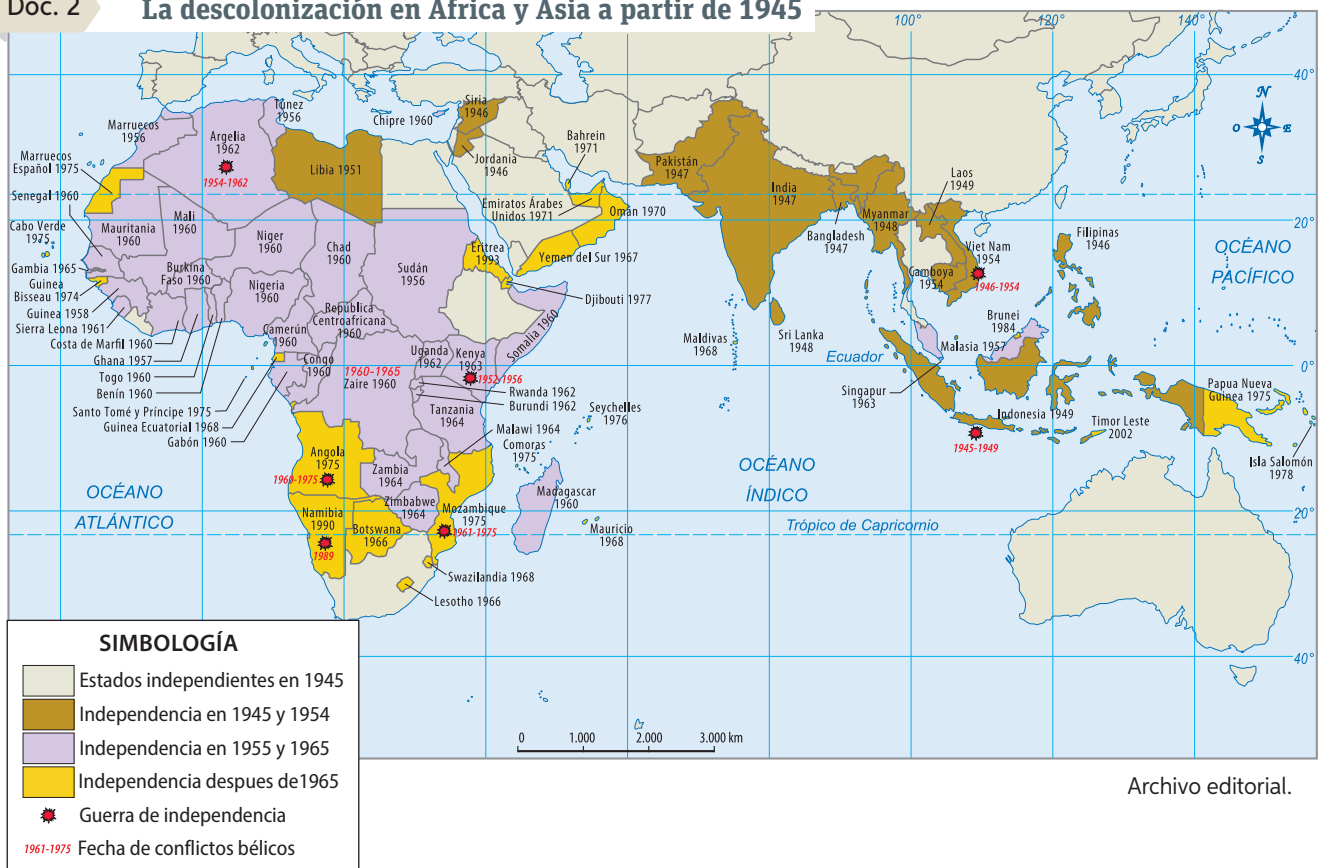 Doc. 2
La descolonización en África y Asia a partir de 1945
100°
120°
140°
40°
20°
0°
20°
40°
N
O
E
S
Siria
1946
Túnez
1956
Chipre 1960
Marruecos
1956
Argelia
1962
1954-1962
Marruecos
Español 1975
Libia 1951
Jordania
1946
Bahrein
1971
Pakistán
1947
India
1947
Laos
1949
Senegal 1960
Emiratos Árabes
Unidos 1971
Omán 1970
Myanmar
1948
Bangladesh
1947
Viet Nam
1954
1946-1954
Camboya
1954
Filipinas
1946
OCÉANO
PACÍFICO
Cabo Verde
1975
Mauritania
1960
Mali
1960
Niger
1960
Chad
1960
Sudán
1956
Eritrea
1993
Yemen del Sur 1967
Djibouti 1977
Gambia 1965
Guinea
Bisseau 1974
Burkina
Faso 1960
Nigeria
1960
Guinea 1958
Sierra Leona 1961
Costa de Marfil 1960
Ghana 1957
Togo 1960
Benín 1960
República
Centroafricana
1960
Camerún
1960
Congo
1960
1960-1965
Zaire 1960
Uganda
1962
Kenya
1963
1952-1956
Somalia 1960
Maldivas
1968
Sri Lanka
1948
Ecuador
Brunei
1984
Malasia 1957
Singapur
1963
Indonesia 1949
1945-1949
Timor Leste
2002
Papua Nueva
Guinea 1975
Isla Salomón
1978
Santo Tomé y Príncipe 1975
Guinea Ecuatorial 1968
Gabón 1960
Rwanda 1962
Burundi 1962
Tanzania
1964
Seychelles
1976
Malawi 1964
Comoras
1975
Angola
1975
1960-1975
Zambia
1964
Zimbabwe
1964
Mozambique
1975
1961-1975
Madagascar
1960
Mauricio
1968
Namibia
1990
1989
Botswana
1966
Swazilandia 1968
Lesotho 1966
OCÉANO
ATLÁNTICO
OCÉANO
ÍNDICO
Trópico de Capricornio
0 1.000 2.000 3.000 km
SIMBOLOGÍA
Estados independientes en 1945
Independencia en 1945 y 1954
Independencia en 1955 y 1965
Independencia despues de1965
Guerra de independencia
1961-1975 Fecha de conflictos bélicos
Archivo editorial.